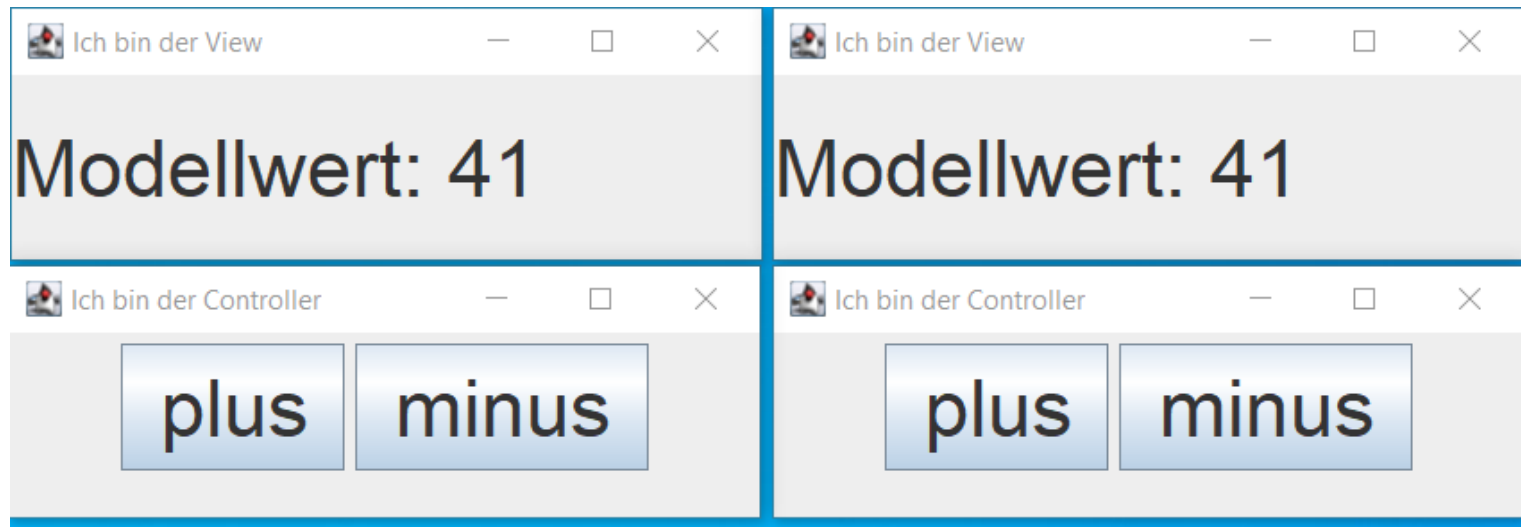 Ich bin der View
Ich bin der View
Modellwert: 41
Modellwert: 41
Ich bin der Controller
Ich bin der Controller
plus minus
plus minus